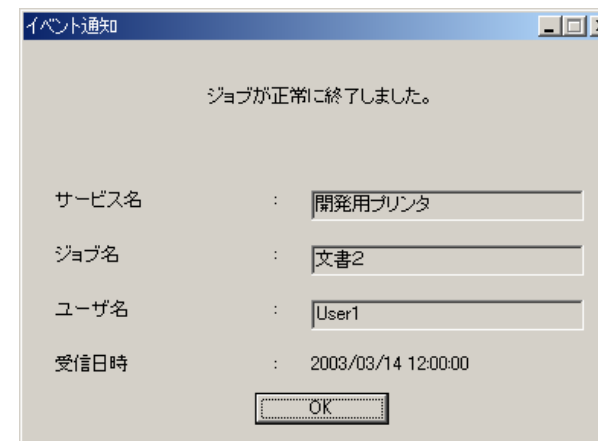 イベント通知
ジョブが正常に終了しました。
サービス名 : 開発用プリンタ
ジョブ名 : 文書2
ユーザ名 : User1
受信日時 : 2003/03/14 12:00:00
OK